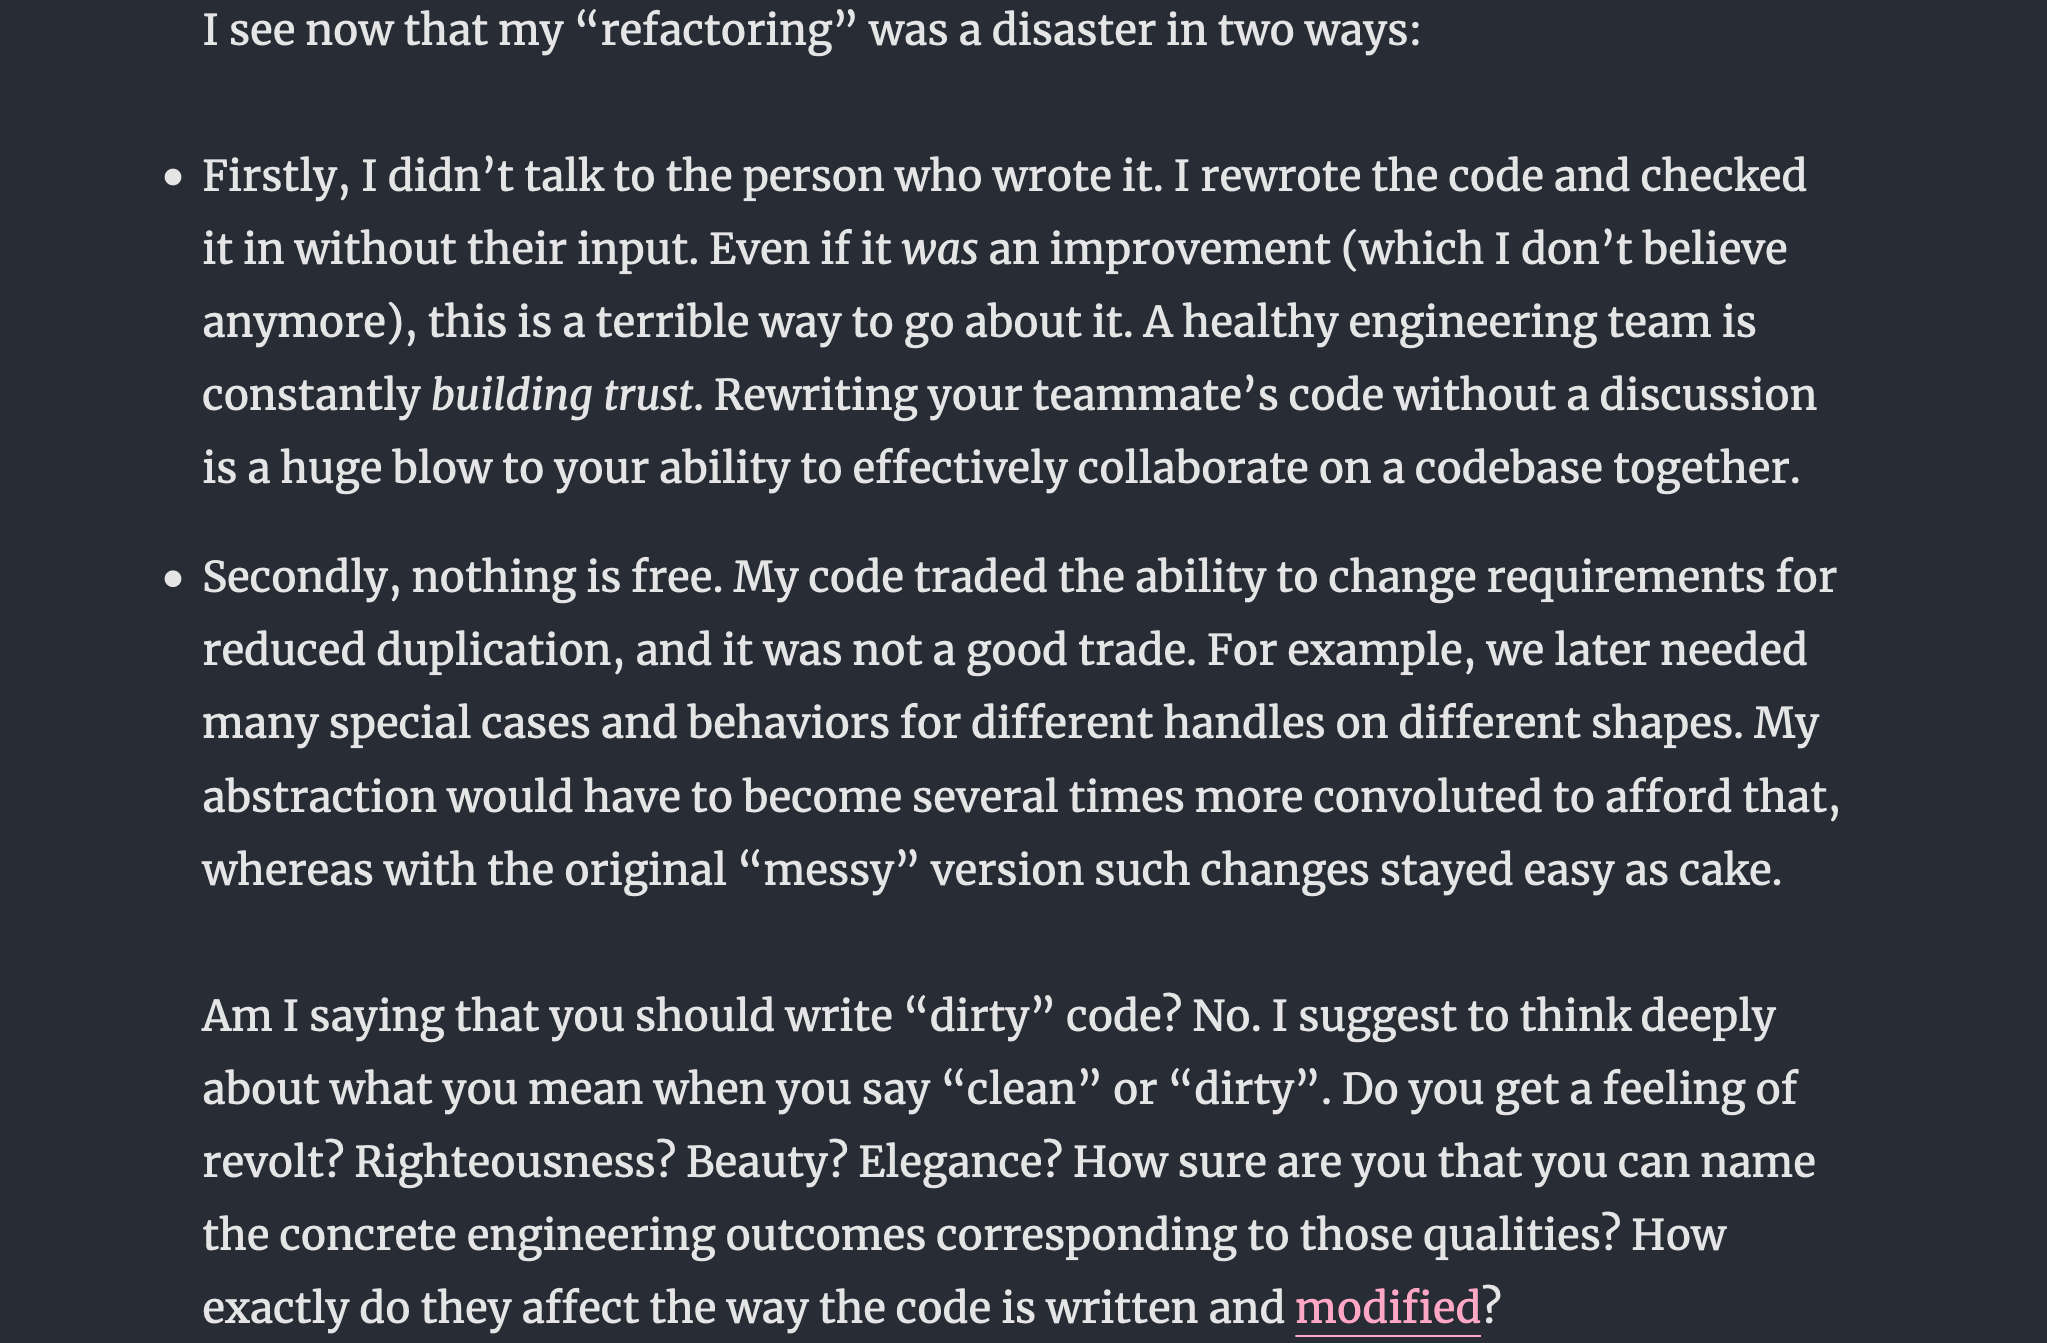 I see now that my “refactoring” was a disaster in two ways:
• Firstly, I didn’t talk to the person who wrote it. I rewrote the code and checked
it in without their input. Even if it was an improvement (which I don’t believe
anymore), this is a terrible way to go about it. A healthy engineering team is
constantly building trust. Rewriting your teammate’s code without a discussion
is a huge blow to your ability to effectively collaborate on a codebase together.
• Secondly, nothing is free. My code traded the ability to change requirements for
reduced duplication, and it was not a good trade. For example, we later needed
many special cases and behaviors for different handles on different shapes. My
abstraction would have to become several times more convoluted to afford that,
whereas with the original “messy” version such changes stayed easy as cake.
Am I saying that you should write “dirty” code? No. I suggest to think deeply
about what you mean when you say “clean” or “dirty”. Do you get a feeling of
revolt? Righteousness? Beauty? Elegance? How sure are you that you can name
the concrete engineering outcomes corresponding to those qualities? How
exactly do they affect the way the code is written and modified?